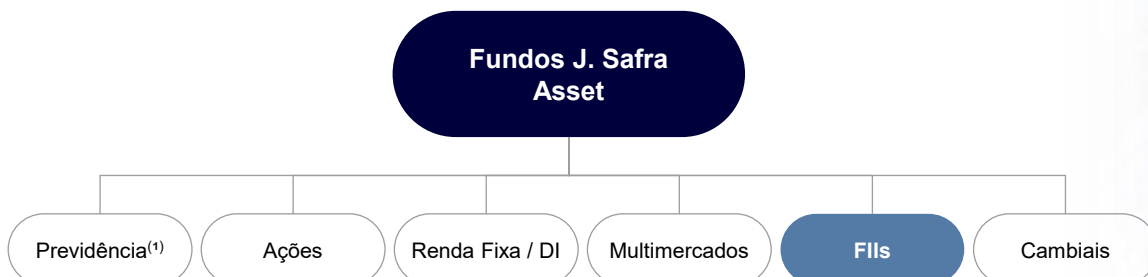 Fundos J. Safra
Asset
Previdência⁽¹⁾
Ações
Renda Fixa / DI
Multimercados
FIIs
Cambiais